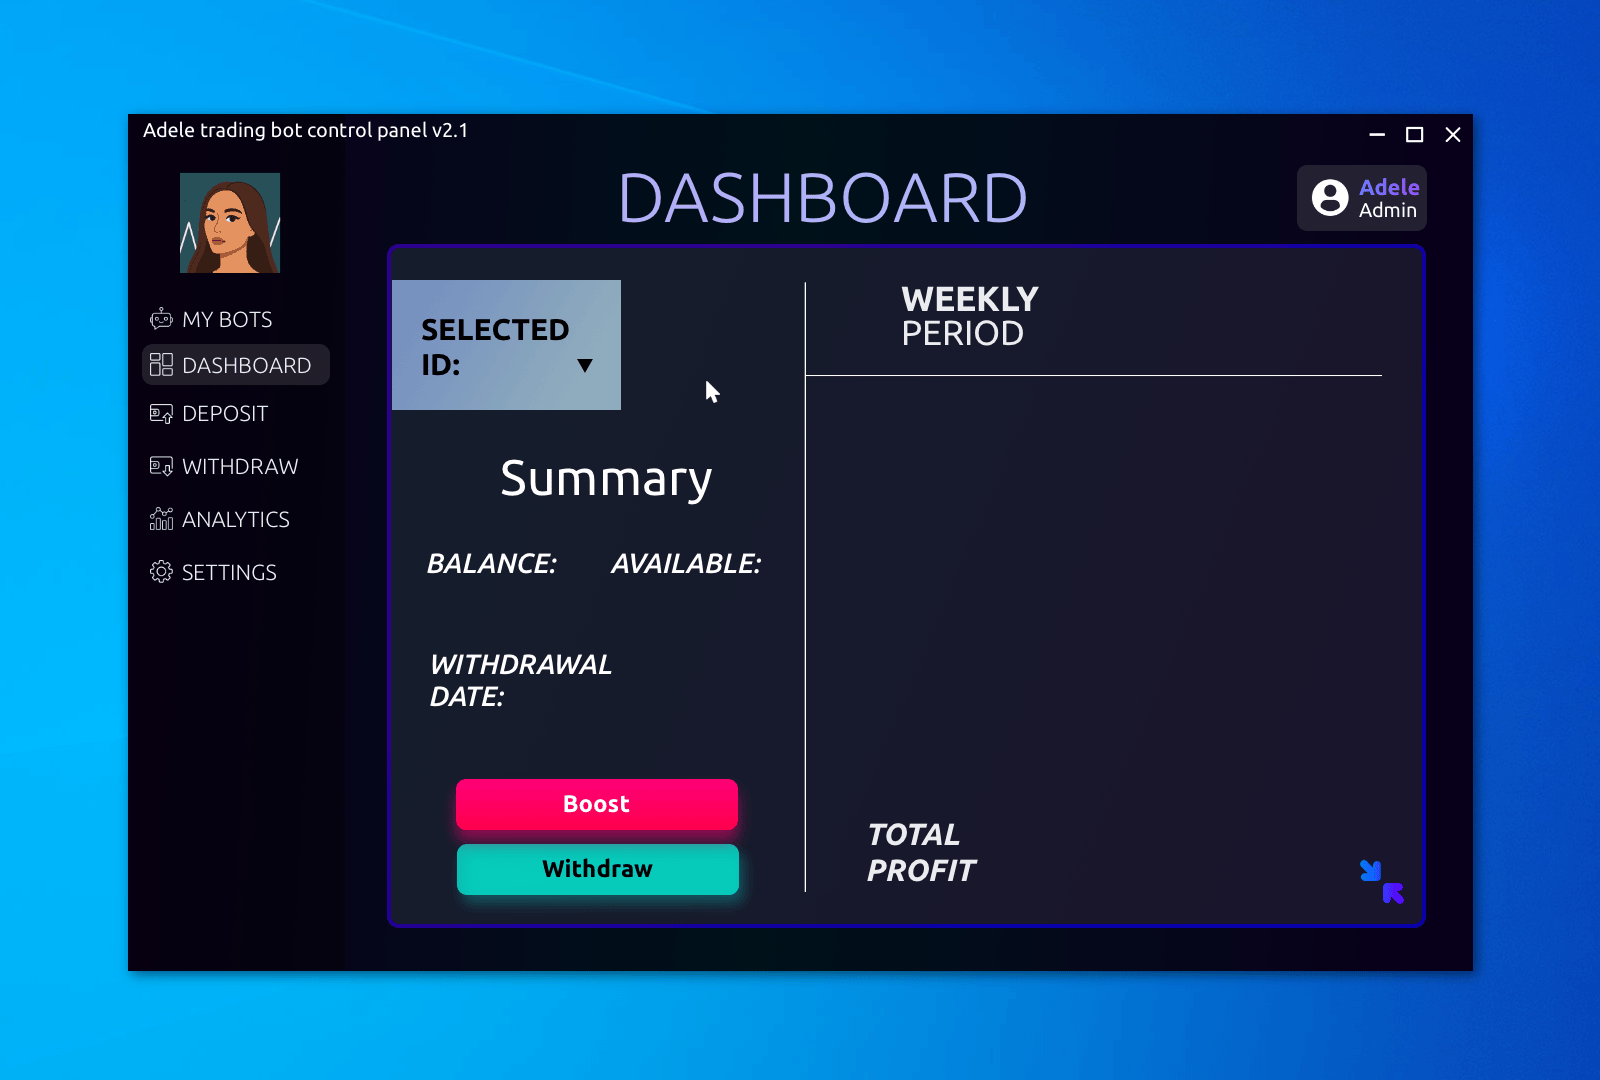 Adele trading bot control panel v2.1
DASHBOARD
Adele
Admin
MY BOTS
DASHBOARD
DEPOSIT
WITHDRAW
ANALYTICS
SETTINGS
SELECTED
ID:
Summary
BALANCE: AVAILABLE:
WITHDRAWAL
DATE:
Boost
Withdraw
WEEKLY
PERIOD
TOTAL
PROFIT